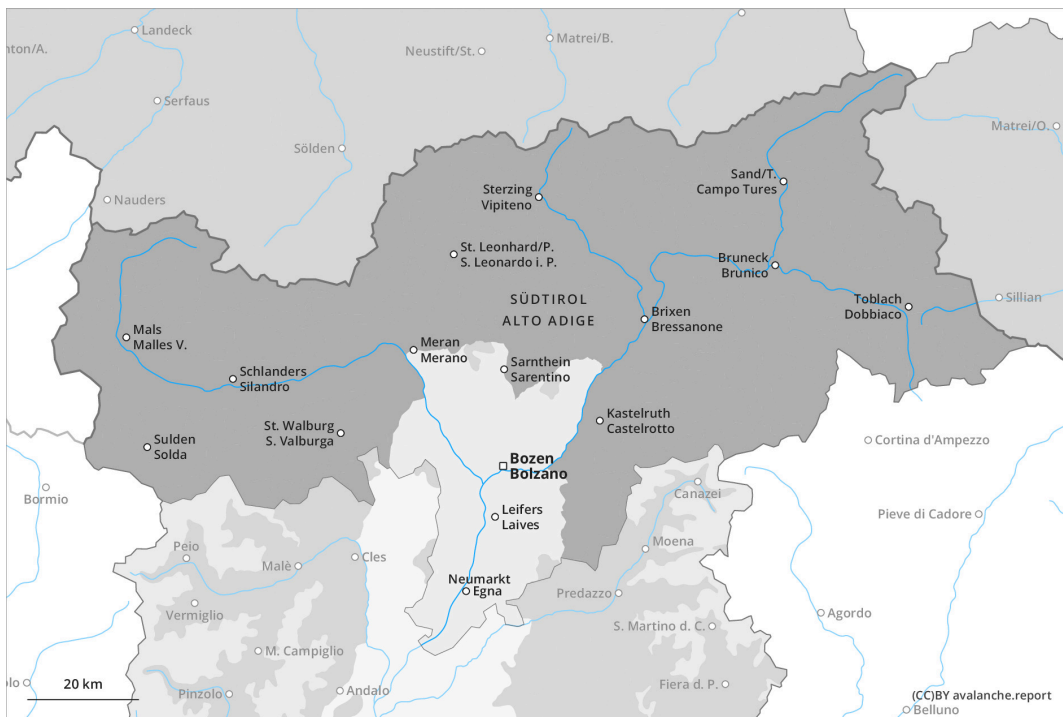 Landeck
Matrei/B.
Neustift/St.
nton/A.
Serfaus
Matrei/O.
Sölden
Sand/T.
Campo Tures
Sterzing
Vipiteno
Nauders
St. Leonhard/P.
S. Leonardo i. P.
Bruneck
Brunico
SÜDTIROL
ALTO ADIGE
Toblach
Dobbiaco
Sillian
Brixen
Bressanone
Mals
Malles V.
Meran
Merano
Sarnthein
Sarentino
Schlanders
Silandro
Kastelruth
Castelrotto
St. Walburg
S. Valburga
Sulden
Solda
Cortina d'Ampezzo
Bozen
Bolzano
Bormio
Canazei
Leifers
Laives
Pieve di Cadore
Moena
Peio
Malè
Cles
Neumarkt
Egna
Predazzo
Vermiglio
Agordo
S. Martino d. C.
M. Campiglio
20 km
olo
Pinzolo
Andalo
Fiera d. P.
(CC)BY avalanche.report
Belluno